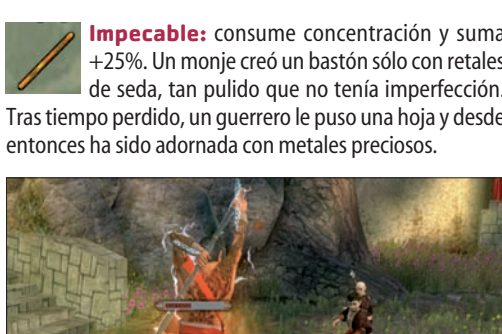 Impecable: consume concentración y suma
+25%. Un monje creó un bastón sólo con retales
de seda, tan pulido que no tenía imperfección.
Tras tiempo perdido, un guerrero le puso una hoja y desde
entonces ha sido adornada con metales preciosos.